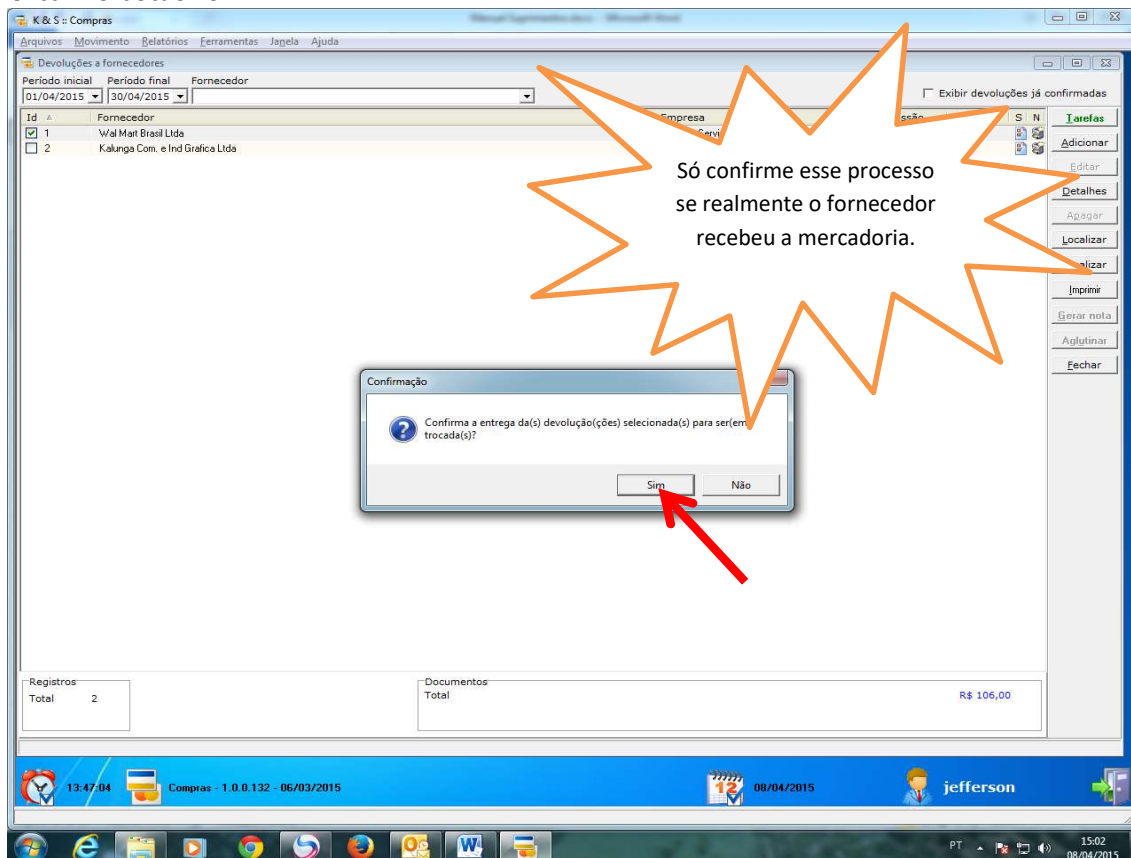 K & S :: Compras
Arquivos Movimento Relatórios Ferramentas Janela Ajuda
Devoluções a fornecedores
Período inicial Período final Fornecedor
01/04/2015 30/04/2015
Exibir devoluções já confirmadas
Id Fornecedor Empresa S N
1 Wal Mart Brasil Ltda
2 Kalunga Com. e Ind Grafica Ltda
Tarefas
Adicionar
Editar
Detalhes
Apagar
Localizar
Imprimir
Gerar nota
Aglutinar
Fechar
Só confirme esse processo
se realmente o fornecedor
recebeu a mercadoria.
Confirmação
Confirma a entrega da(s) devolução(ções) selecionada(s) para ser(em)
trocada(s)?
Sim Não
Registros
Total 2
Documentos
Total R$ 106,00
13:47:04 Compras - 1.0.0.132 - 06/03/2015 12 08/04/2015 jefferson
PT 15:02
08/04/2015